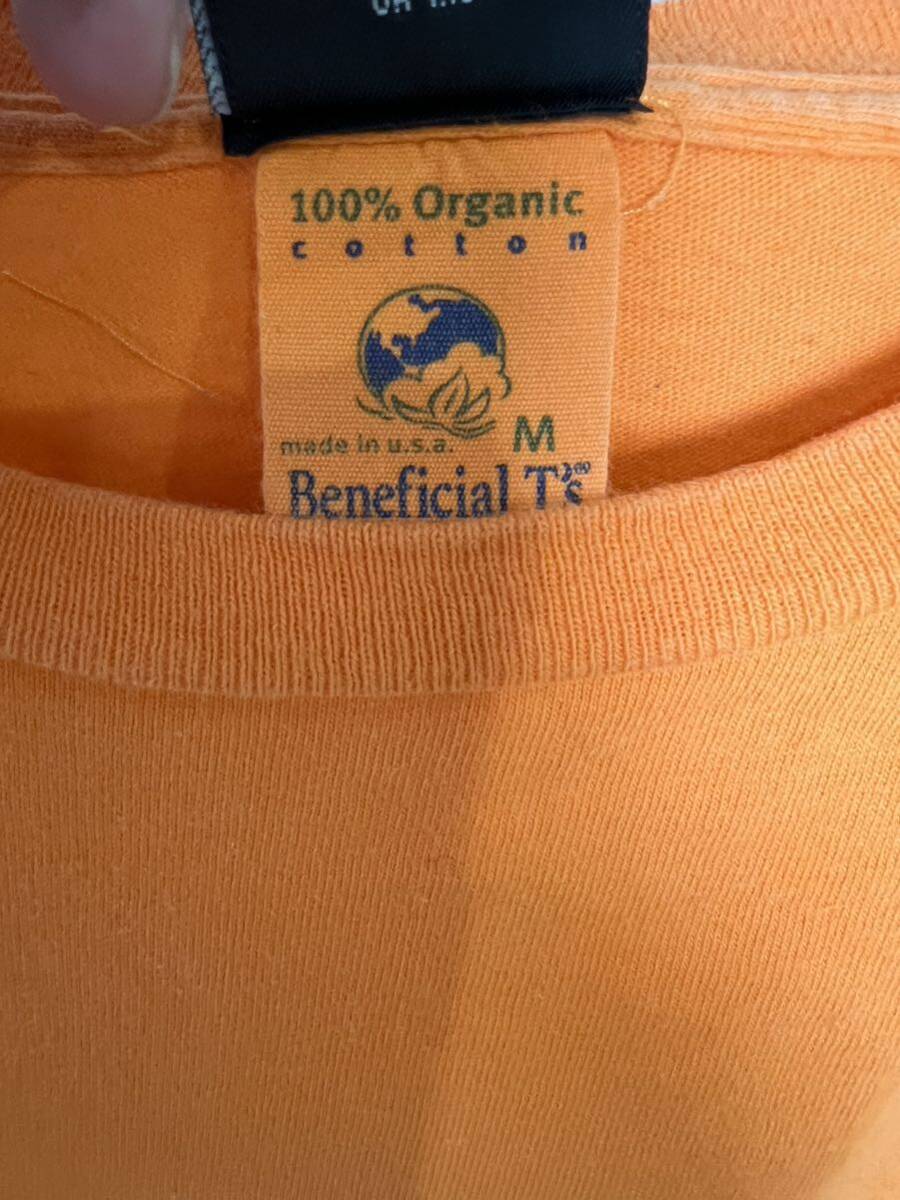 100% Organic
cotton
made in u.s.a.
M
Beneficial T's